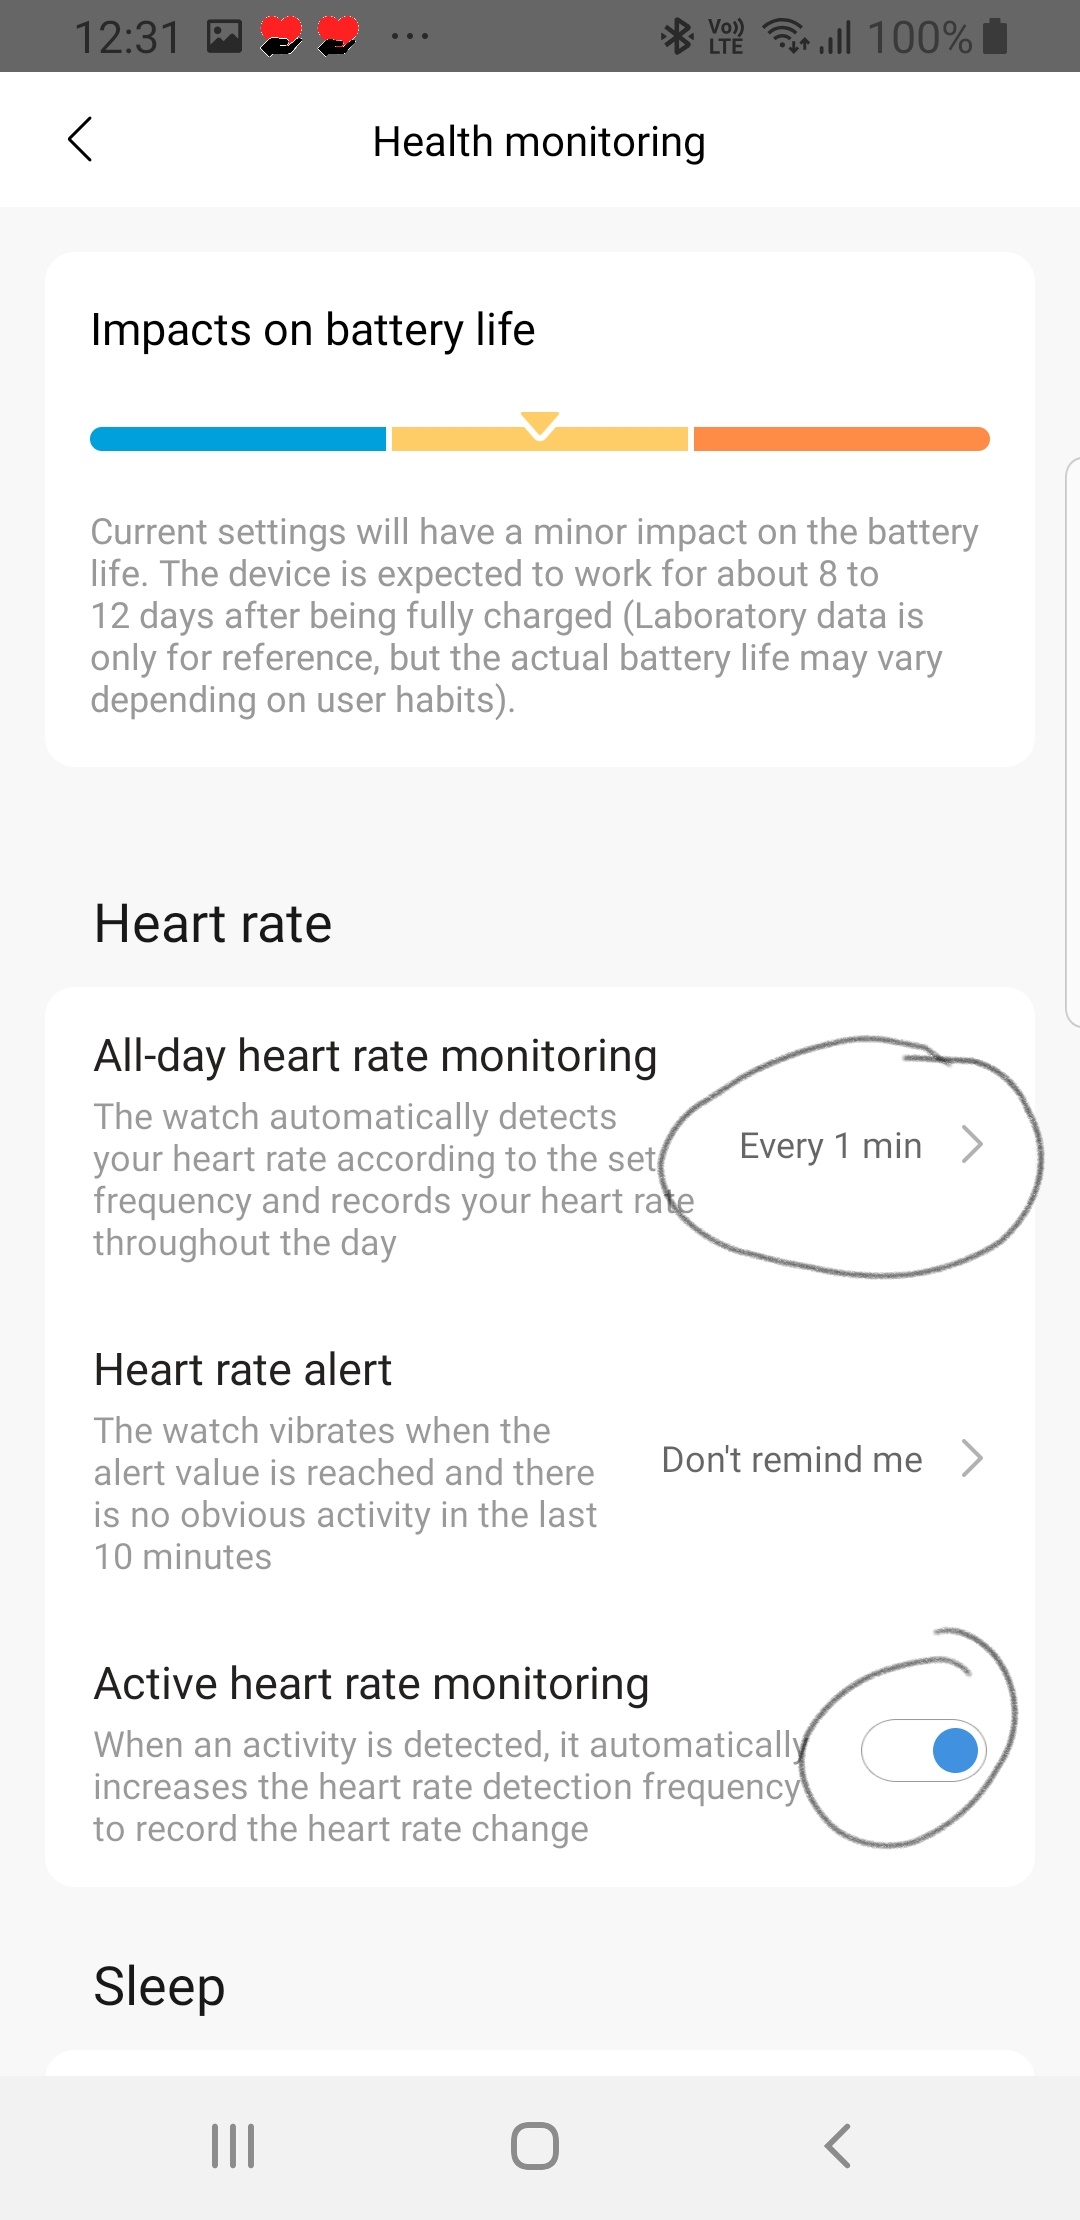 12:31 ... Vo)) LTE 100%
Health monitoring
Impacts on battery life
Current settings will have a minor impact on the battery
life. The device is expected to work for about 8 to
12 days after being fully charged (Laboratory data is
only for reference, but the actual battery life may vary
depending on user habits).
Heart rate
All-day heart rate monitoring
The watch automatically detects
your heart rate according to the set
frequency and records your heart rate
throughout the day
Every 1 min
Heart rate alert
The watch vibrates when the
alert value is reached and there
is no obvious activity in the last
10 minutes
Don't remind me
Active heart rate monitoring
When an activity is detected, it automatically
increases the heart rate detection frequency
to record the heart rate change
Sleep